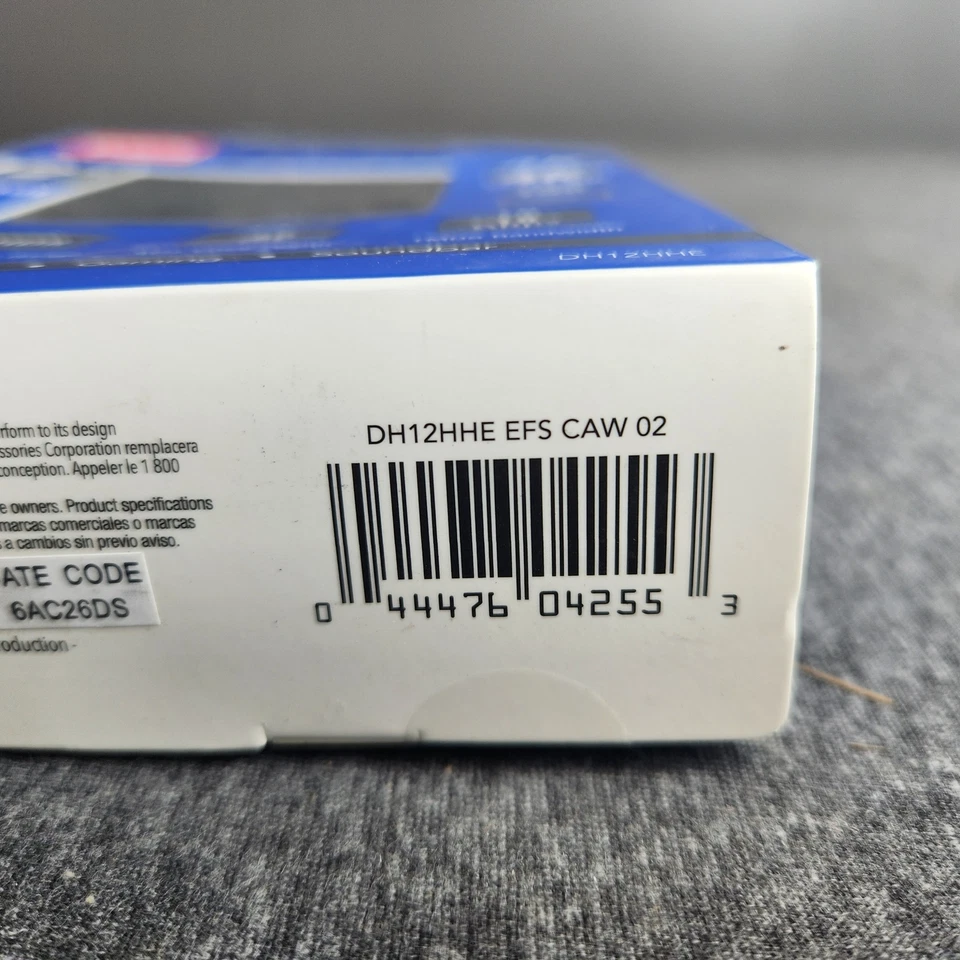 soundbar
DH12HHE
rform to its design
ssories Corporation remplacera
conception. Appeler le 1 800
e owners. Product specifications
marcas comerciales o marcas
s a cambios sin previo aviso.
ATE CODE
6AC26DS
oduction -
DH12HHE EFS CAW 02
0 44476 04255 3